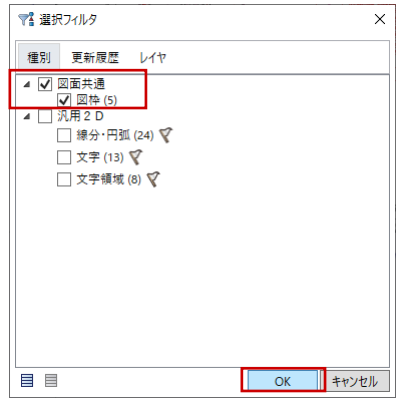 選択フィルタ
種別 更新履歴 レイヤ
図面共通
図枠 (5)
汎用２Ｄ
線分・円弧 (24)
文字 (13)
文字領域 (8)
OK キャンセル